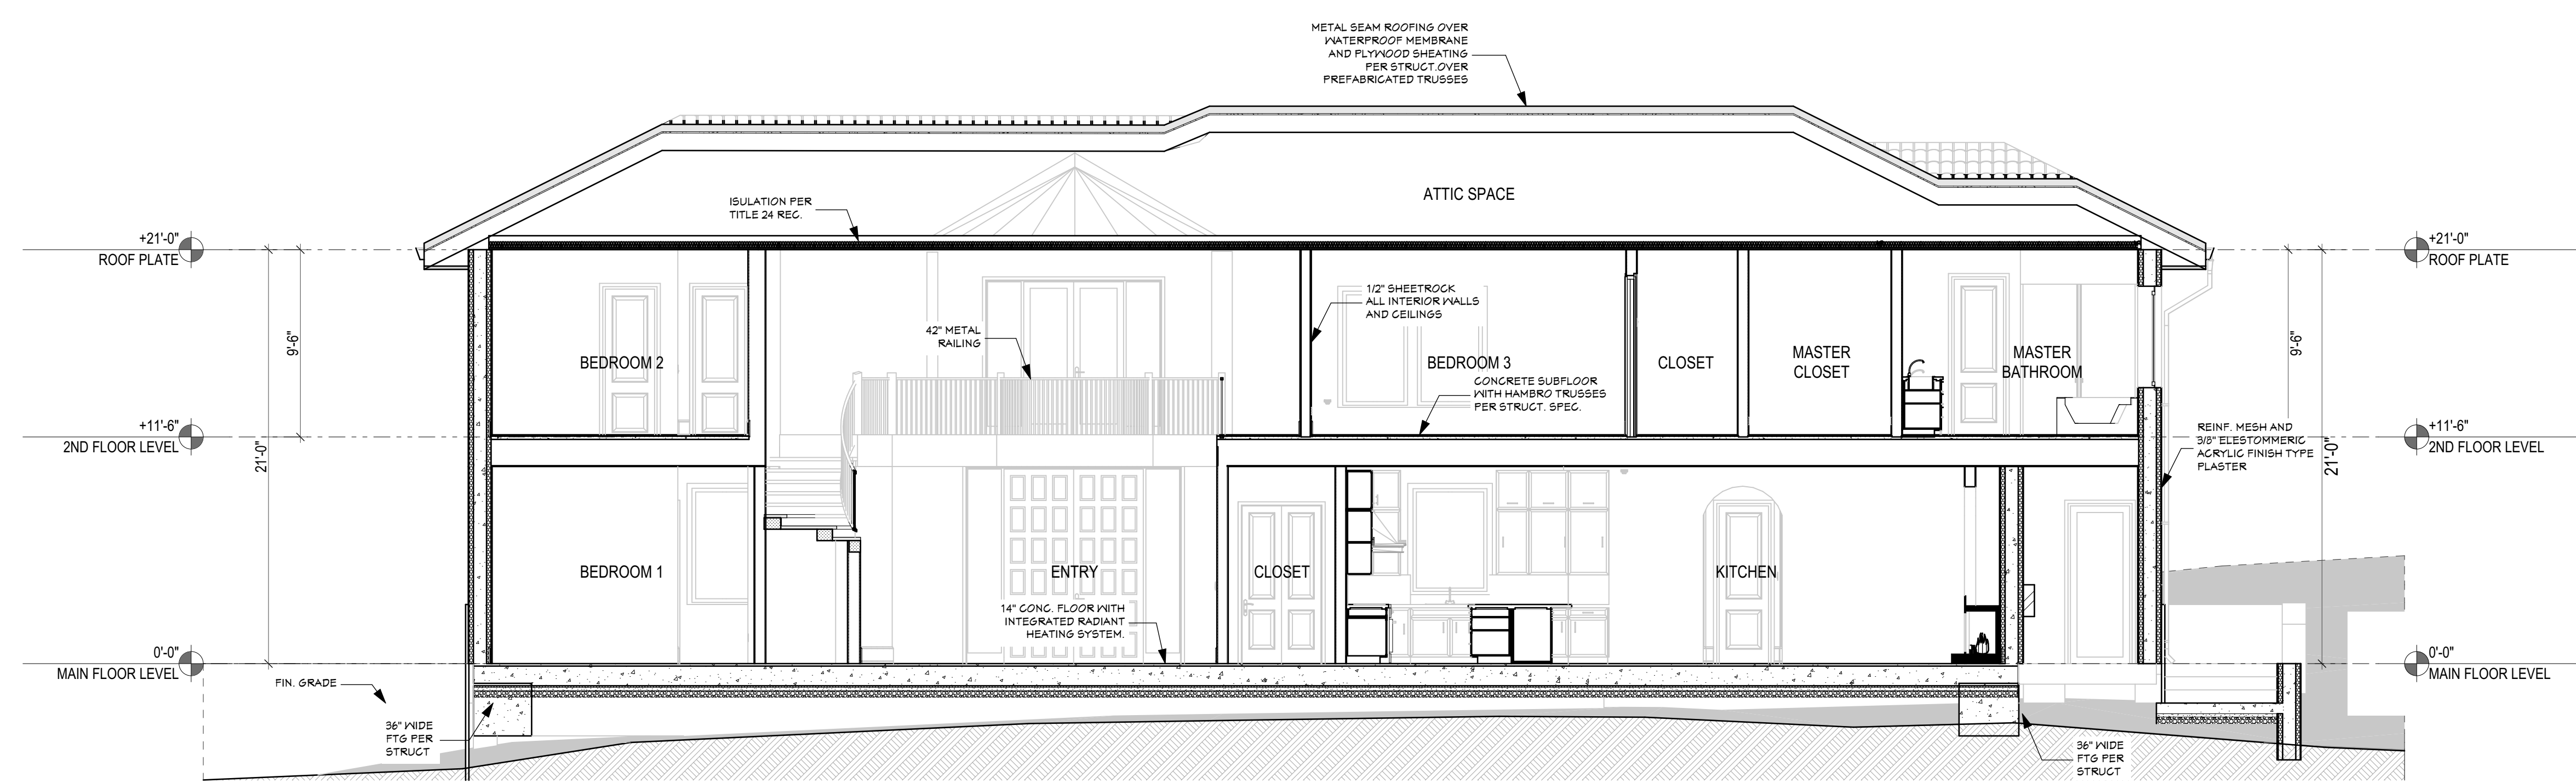 METAL SEAM ROOFING OVER
WATERPROOF MEMBRANE
AND PLYWOOD SHEATING
PER STRUCT.OVER
PREFABRICATED TRUSSES
ATTIC SPACE
ISULATION PER
TITLE 24 REC.
+21'-0"
ROOF PLATE
+21'-0"
ROOF PLATE
1/2" SHEETROCK
ALL INTERIOR WALLS
AND CEILINGS
42" METAL
RAILING
9'-6"
9'-6"
BEDROOM 2
BEDROOM 3
CLOSET
MASTER
CLOSET
MASTER
BATHROOM
CONCRETE SUBFLOOR
WITH HAMBRO TRUSSES
PER STRUCT. SPEC.
+11'-6"
2ND FLOOR LEVEL
+11'-6"
2ND FLOOR LEVEL
21'-0"
21'-0"
REINF. MESH AND
3/8" ELESTOMMERIC
ACRYLIC FINISH TYPE
PLASTER
BEDROOM 1
ENTRY
CLOSET
KITCHEN
14" CONC. FLOOR WITH
INTEGRATED RADIANT
HEATING SYSTEM.
0'-0"
MAIN FLOOR LEVEL
0'-0"
MAIN FLOOR LEVEL
FIN. GRADE
36" WIDE
FTG PER
STRUCT
36" WIDE
FTG PER
STRUCT